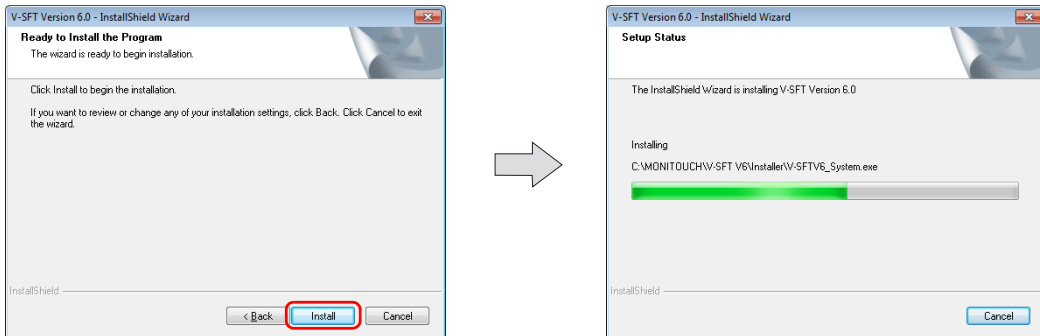 V-SFT Version 6.0 - InstallShield Wizard
Ready to Install the Program
The wizard is ready to begin installation.
Click Install to begin the installation.
If you want to review or change any of your installation settings, click Back. Click Cancel to exit
the wizard.
InstallShield
< Back
Install
Cancel
V-SFT Version 6.0 - InstallShield Wizard
Setup Status
The InstallShield Wizard is installing V-SFT Version 6.0
Installing
C:\MONITOUCH\V-SFT V6\Installer\V-SFTV6_System.exe
InstallShield
Cancel